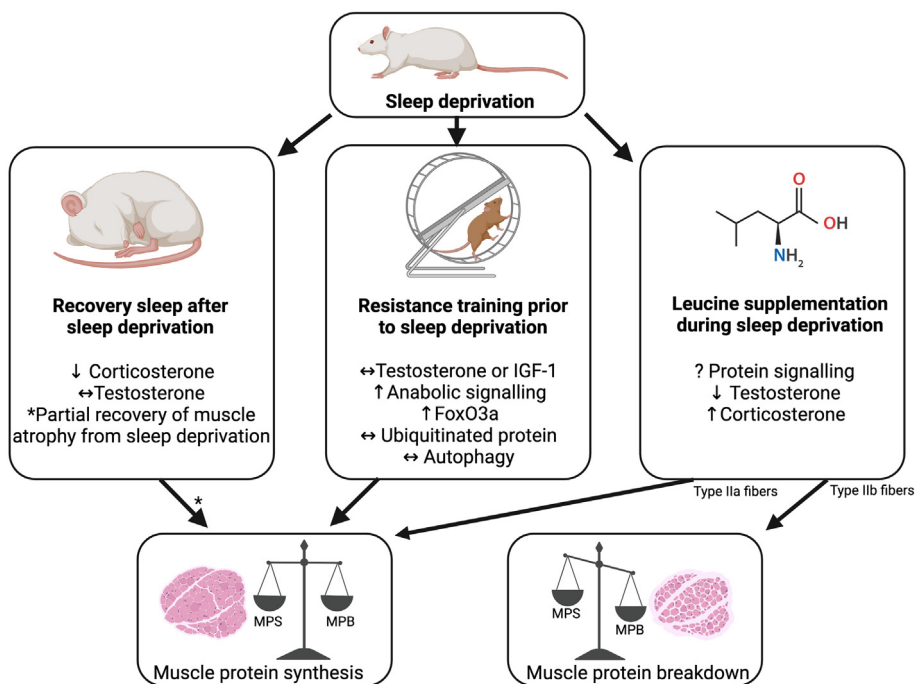 Sleep deprivation
Recovery sleep after
sleep deprivation
↓ Corticosterone
↔Testosterone
*Partial recovery of muscle
atrophy from sleep deprivation
Resistance training prior
to sleep deprivation
↔Testosterone or IGF-1
↑Anabolic signalling
↑FoxO3a
↔ Ubiquitinated protein
↔ Autophagy
O
OH
NH₂
Leucine supplementation
during sleep deprivation
? Protein signalling
↓ Testosterone
↑ Corticosterone
*
Type IIa fibers
Type IIb fibers
MPS
MPB
Muscle protein synthesis
MPS
MPB
Muscle protein breakdown